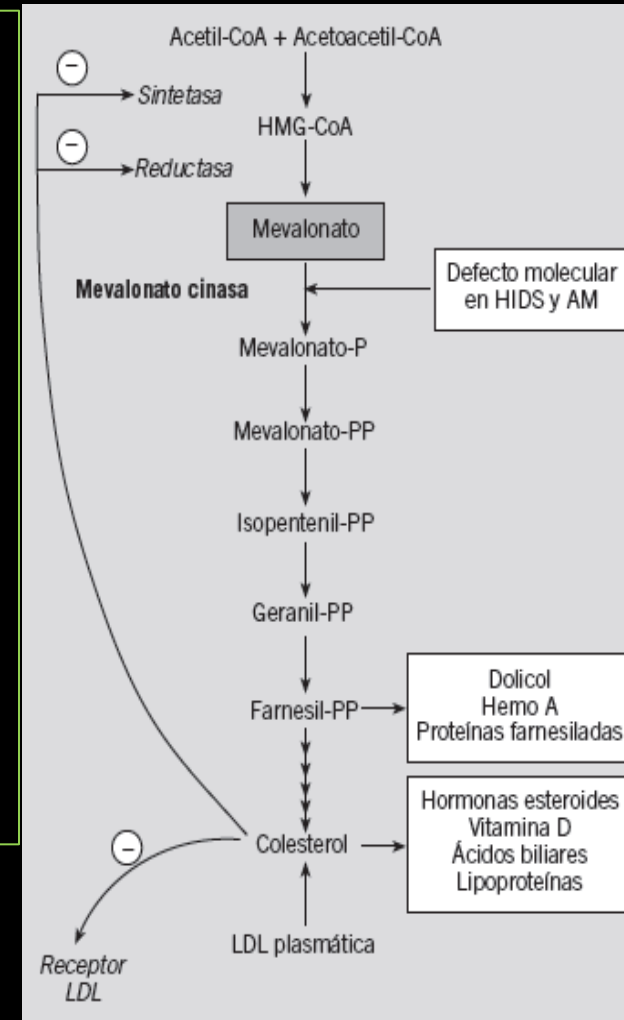 Acetil-CoA + Acetoacetil-CoA
−
Sintetasa
HMG-CoA
−
Reductasa
Mevalonato
Mevalonato cinasa
Defecto molecular
en HIDS y AM
Mevalonato-P
Mevalonato-PP
Isopentenil-PP
Geranil-PP
Farnesil-PP
Dolicol
Hemo A
Proteínas farnesiladas
Colesterol
Hormonas esteroides
Vitamina D
Ácidos biliares
Lipoproteínas
−
LDL plasmática
Receptor
LDL